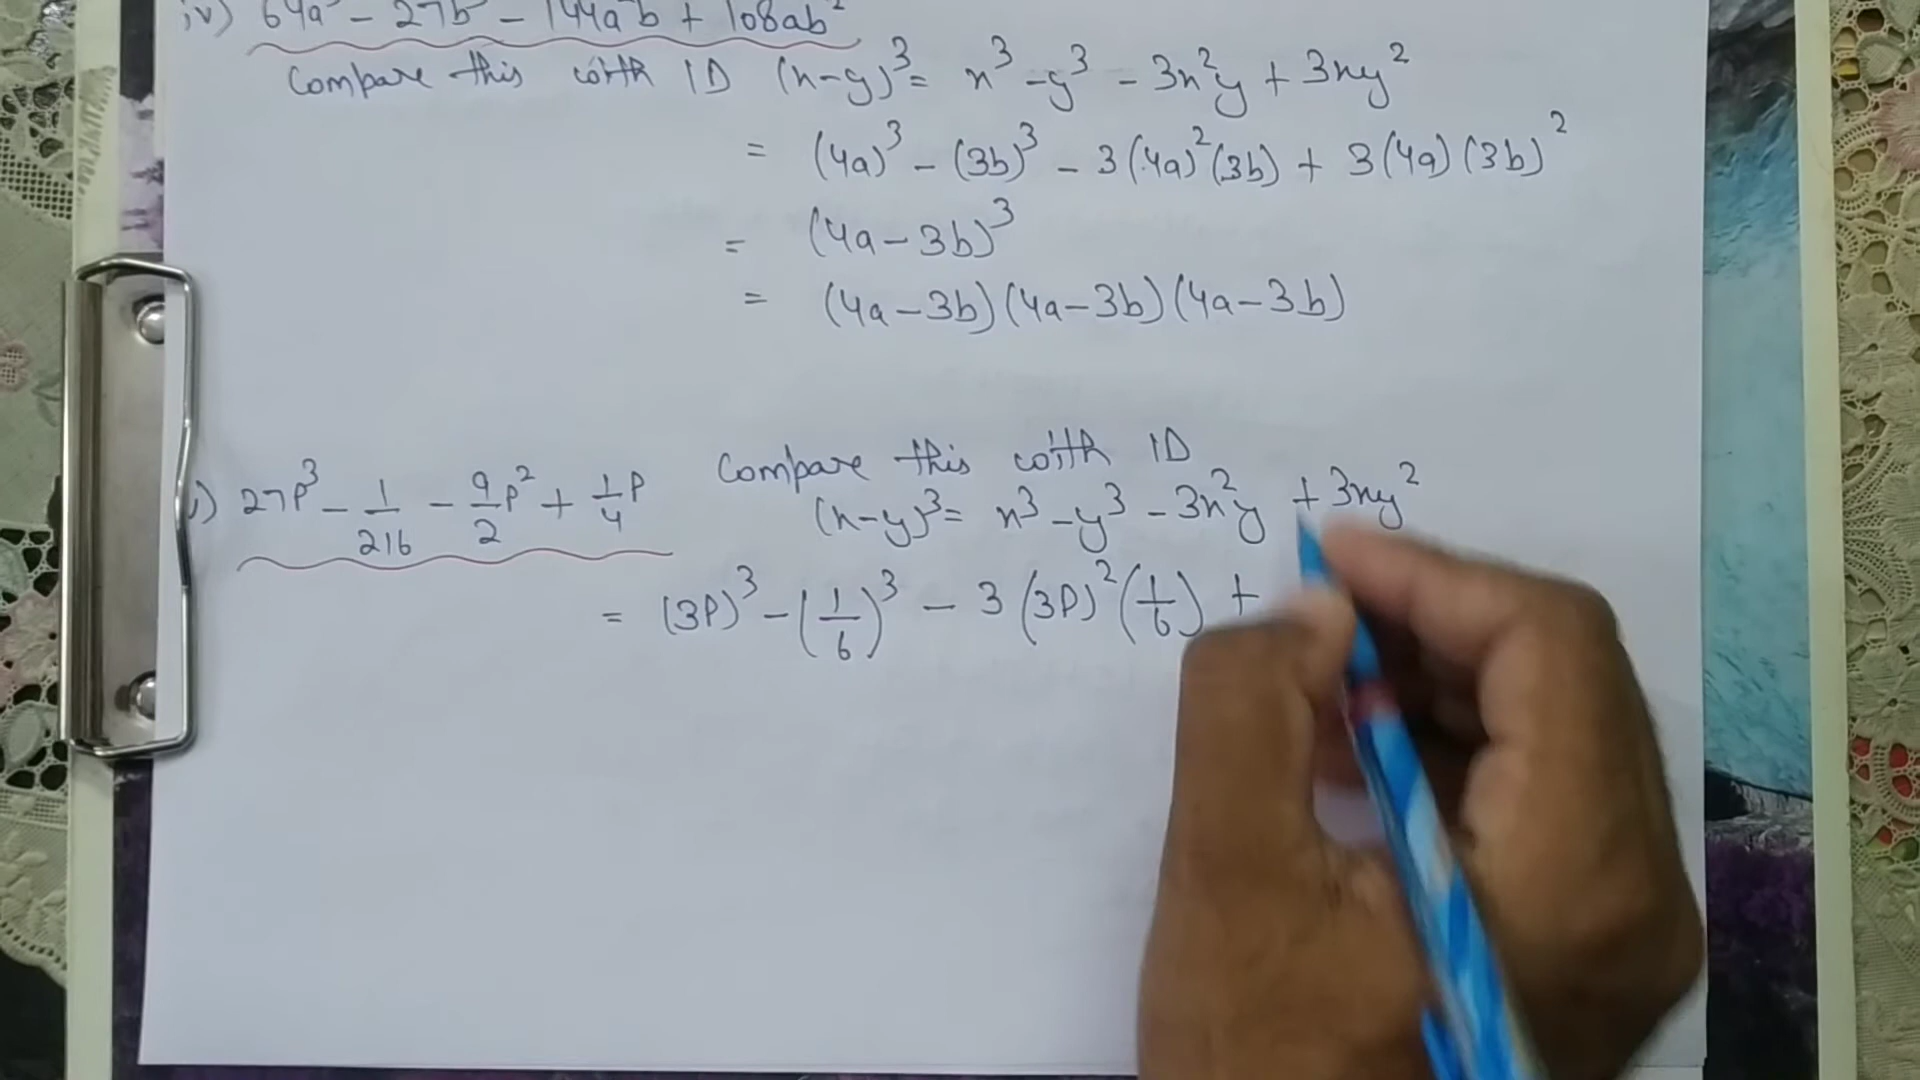 iv) 64a³ - 27b³ - 144a²b + 108ab²
Compare this with ID (x-y)³ = x³ - y³ - 3x²y + 3xy²
= (4a)³ - (3b)³ - 3(4a)²(3b) + 3(4a)(3b)²
= (4a-3b)³
= (4a-3b)(4a-3b)(4a-3b)
) 27P³ - 1/216 - 9/2 P² + 1/4 P
Compare this with ID
(x-y)³ = x³ - y³ - 3x²y + 3xy²
= (3P)³ - (1/6)³ - 3(3P)²(1/6) +